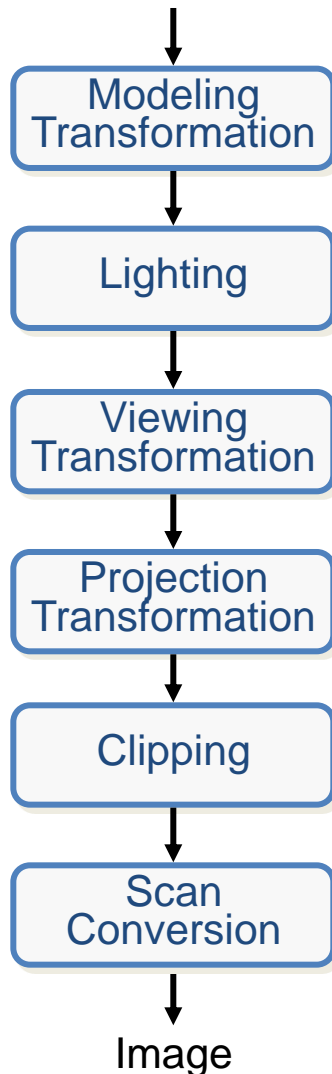 Modeling
Transformation
Lighting
Viewing
Transformation
Projection
Transformation
Clipping
Scan
Conversion
Image